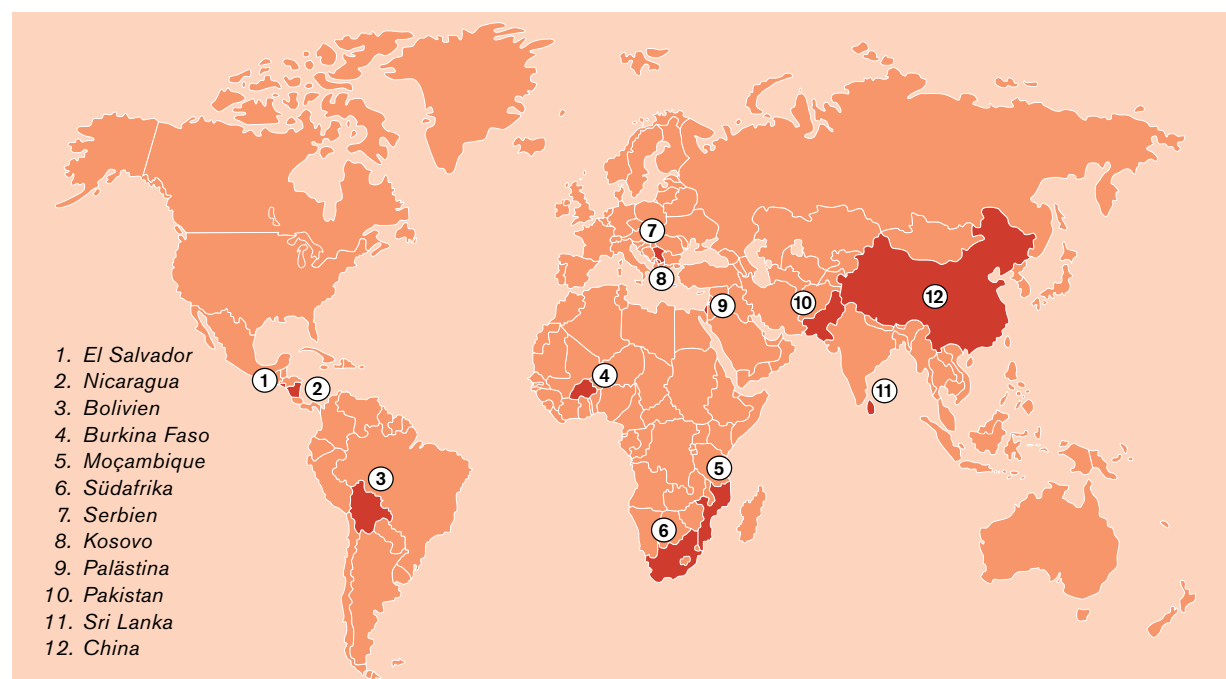 1. El Salvador
2. Nicaragua
3. Bolivien
4. Burkina Faso
5. Moçambique
6. Südafrika
7. Serbien
8. Kosovo
9. Palästina
10. Pakistan
11. Sri Lanka
12. China
1
2
3
4
5
6
7
8
9
10
11
12